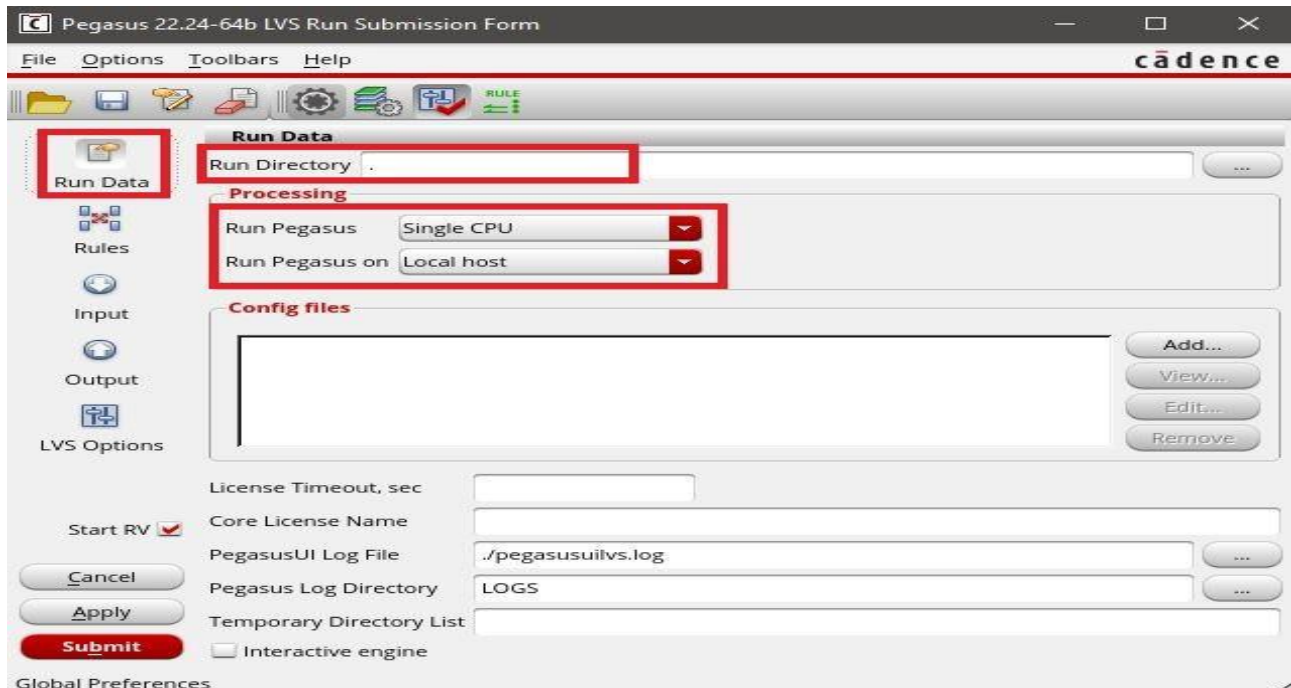 Pegasus 22.24-64b LVS Run Submission Form
File Options Toolbars Help
cādence
RULE
Run Data
Run Data
Run Directory .
...
Processing
Run Pegasus Single CPU
Rules
Run Pegasus on Local host
Input
Config files
Add...
View...
Output
Edit...
Remove
LVS Options
License Timeout, sec
Start RV
Core License Name
PegasusUI Log File ./pegasusuilvs.log
...
Cancel
Pegasus Log Directory LOGS
...
Apply
Temporary Directory List
Submit
Interactive engine
Global Preferences